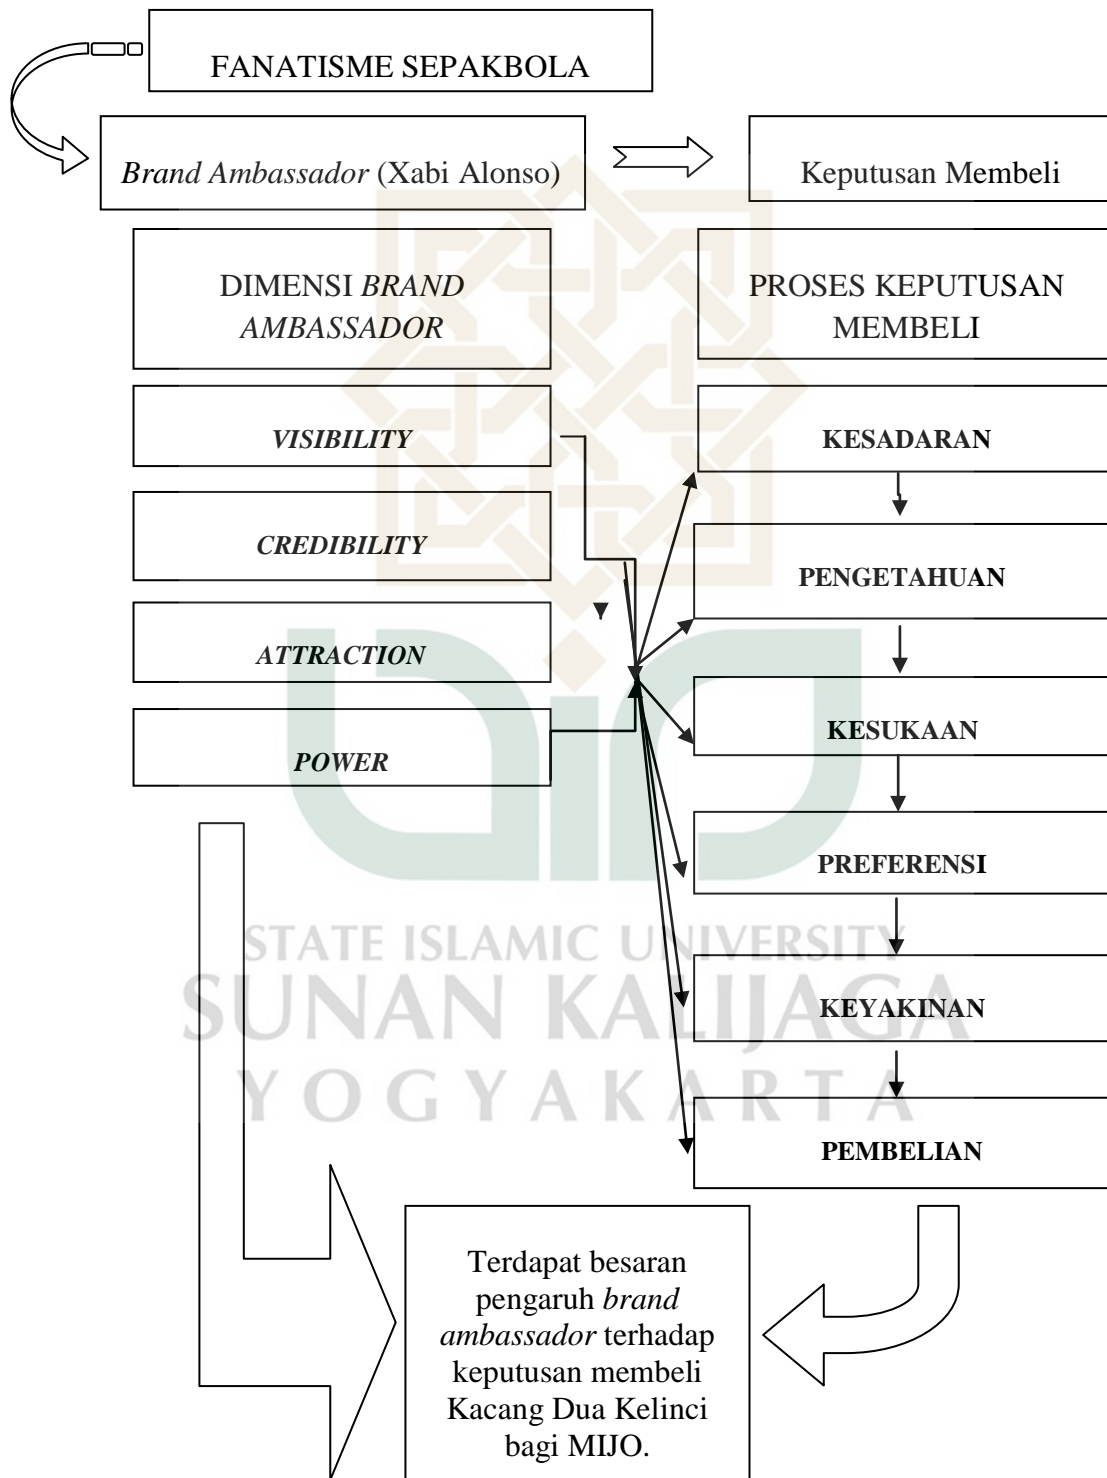 FANATISME SEPAKBOLA
Brand Ambassador (Xabi Alonso)
Keputusan Membeli
DIMENSI BRAND
AMBASSADOR
PROSES KEPUTUSAN
MEMBELI
VISIBILITY
KESADARAN
CREDIBILITY
PENGETAHUAN
ATTRACTION
KESUKAAN
POWER
PREFERENSI
KEYAKINAN
PEMBELIAN
STATE ISLAMIC UNIVERSITY
SUNAN KALIJAGA
YOGYAKARTA
Terdapat besaran
pengaruh brand
ambassador terhadap
keputusan membeli
Kacang Dua Kelinci
bagi MIJO.